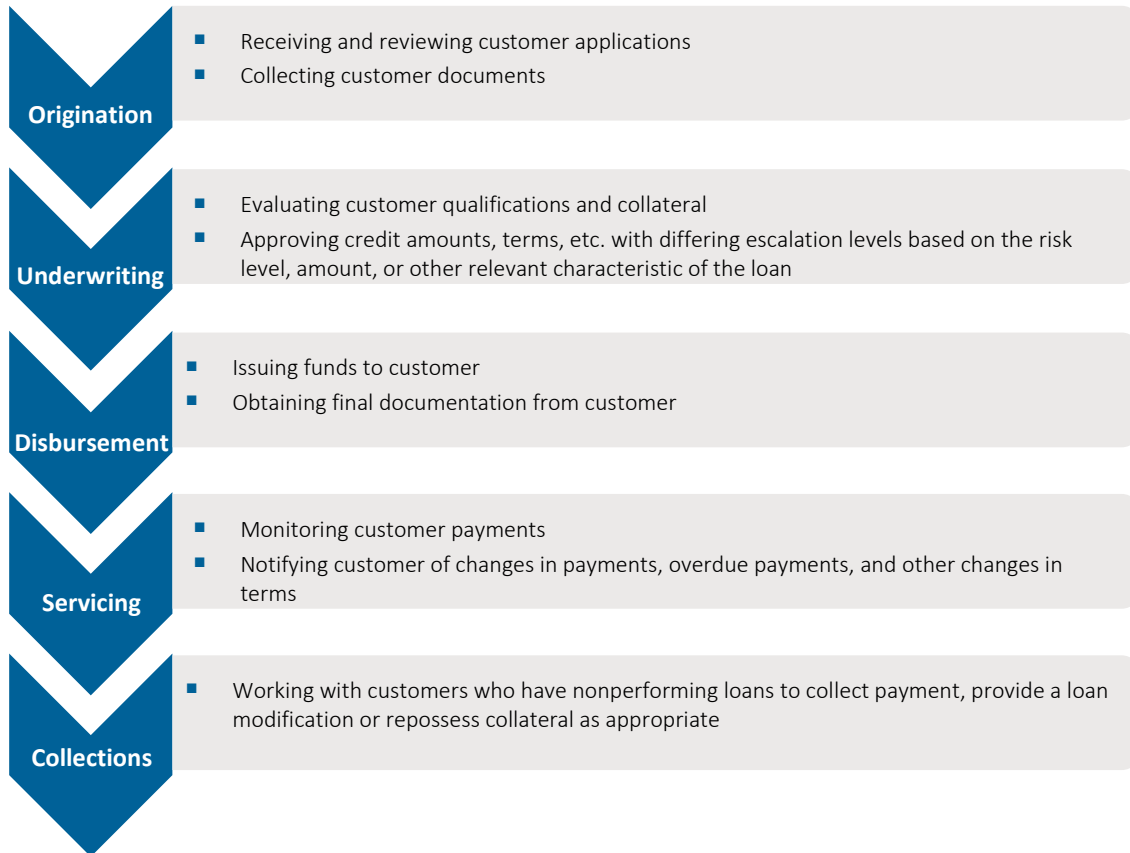 Origination
Receiving and reviewing customer applications
Collecting customer documents
Underwriting
Evaluating customer qualifications and collateral
Approving credit amounts, terms, etc. with differing escalation levels based on the risk
level, amount, or other relevant characteristic of the loan
Disbursement
Issuing funds to customer
Obtaining final documentation from customer
Servicing
Monitoring customer payments
Notifying customer of changes in payments, overdue payments, and other changes in
terms
Collections
Working with customers who have nonperforming loans to collect payment, provide a loan
modification or repossess collateral as appropriate